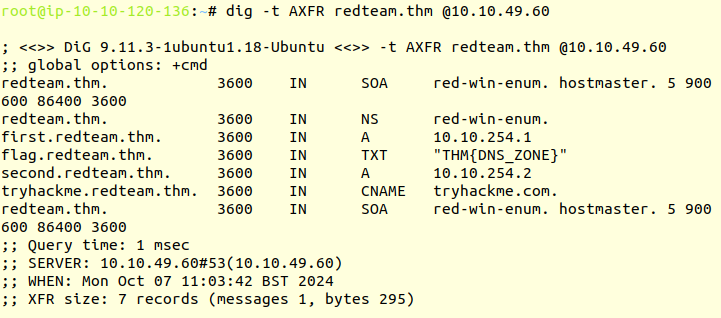 root@ip-10-10-120-136:~# dig -t AXFR redteam.thm @10.10.49.60

; <<>> DiG 9.11.3-1ubuntu1.18-Ubuntu <<>> -t AXFR redteam.thm @10.10.49.60
;; global options: +cmd
redteam.thm. 3600 IN SOA red-win-enum. hostmaster. 5 900
600 86400 3600
redteam.thm. 3600 IN NS red-win-enum.
first.redteam.thm. 3600 IN A 10.10.254.1
flag.redteam.thm. 3600 IN TXT "THM{DNS_ZONE}"
second.redteam.thm. 3600 IN A 10.10.254.2
tryhackme.redteam.thm. 3600 IN CNAME tryhackme.com.
redteam.thm. 3600 IN SOA red-win-enum. hostmaster. 5 900
600 86400 3600
;; Query time: 1 msec
;; SERVER: 10.10.49.60#53(10.10.49.60)
;; WHEN: Mon Oct 07 11:03:42 BST 2024
;; XFR size: 7 records (messages 1, bytes 295)